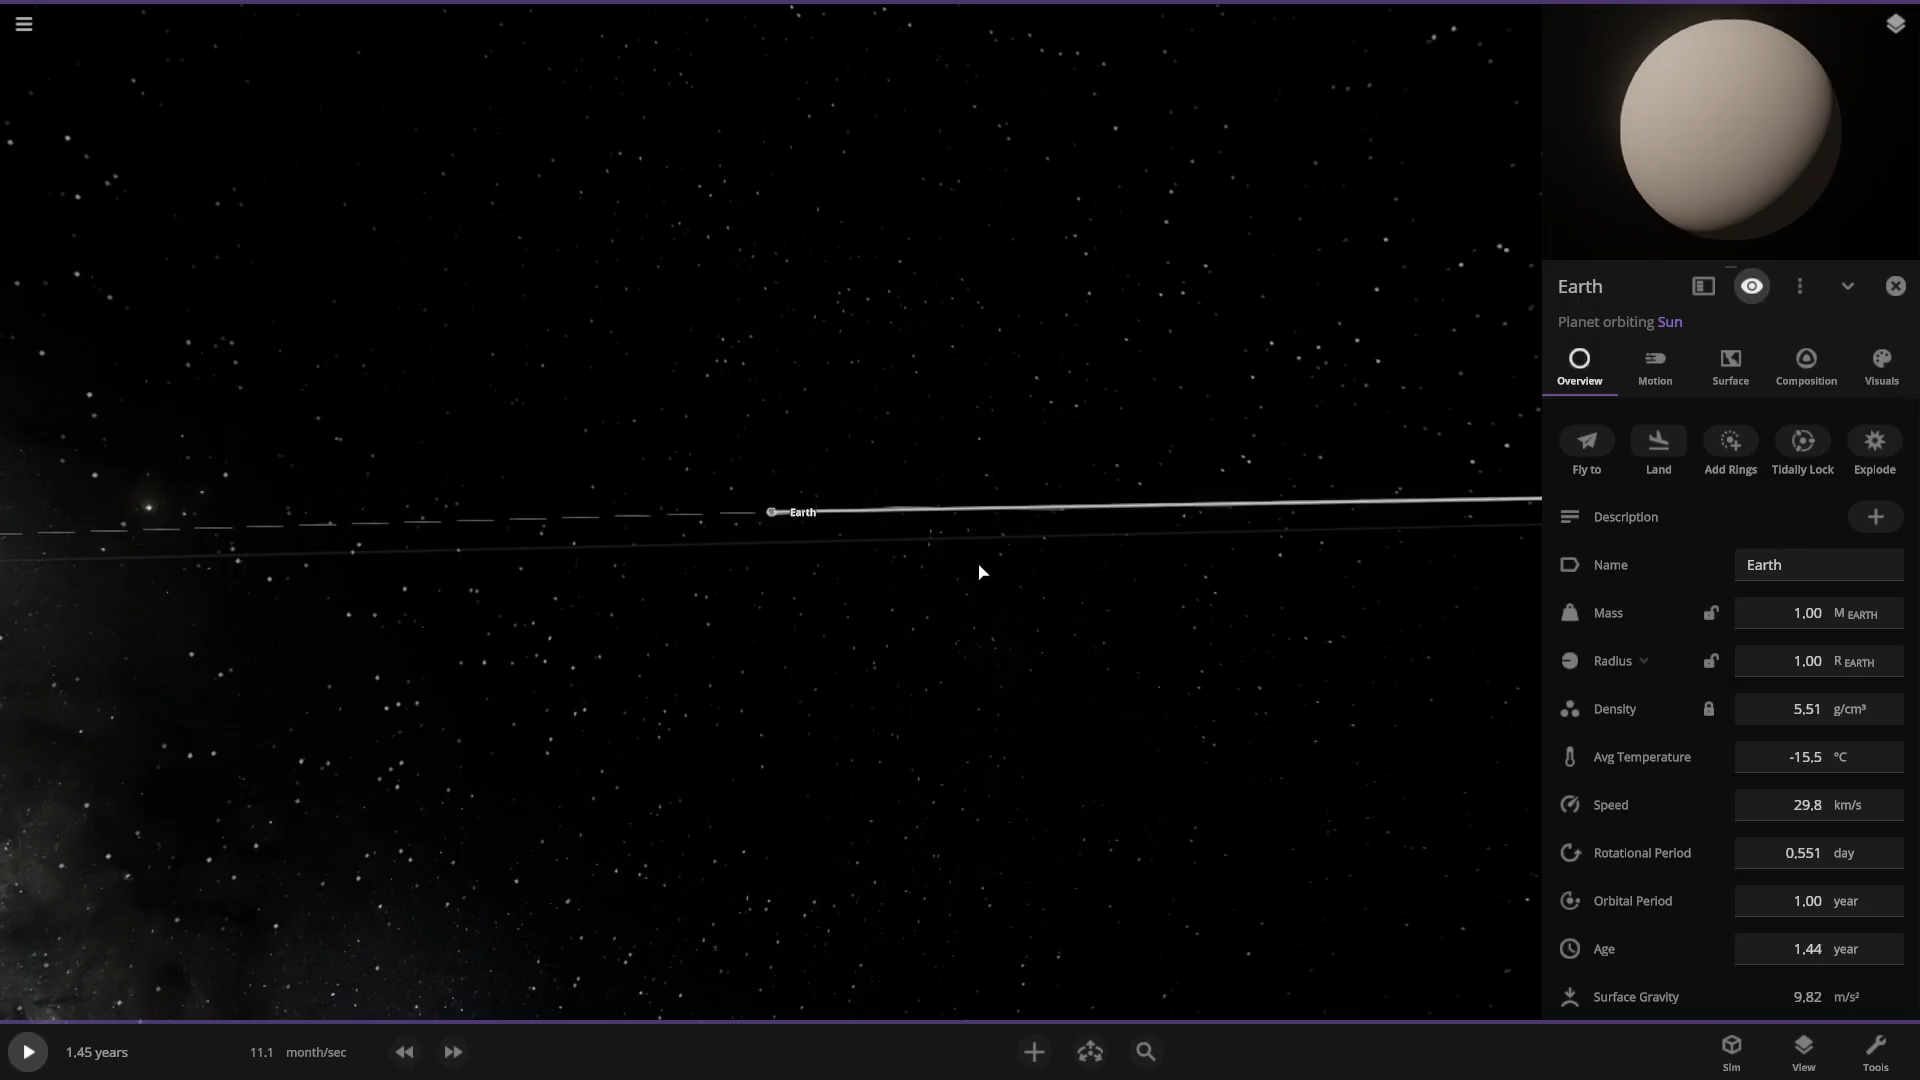 Earth
Earth
Planet orbiting Sun
Overview
Motion
Surface
Composition
Visuals
Fly to
Land
Add Rings
Tidally Lock
Explode
Description
Name Earth
Mass 1,00 M EARTH
Radius 1,00 R EARTH
Density 5,51 g/cm³
Avg Temperature -15,5 °C
Speed 29,8 km/s
Rotational Period 0,551 day
Orbital Period 1,00 year
Age 1,44 year
Surface Gravity 9,82 m/s²
1,45 years
11.1 month/sec
Sim
View
Tools